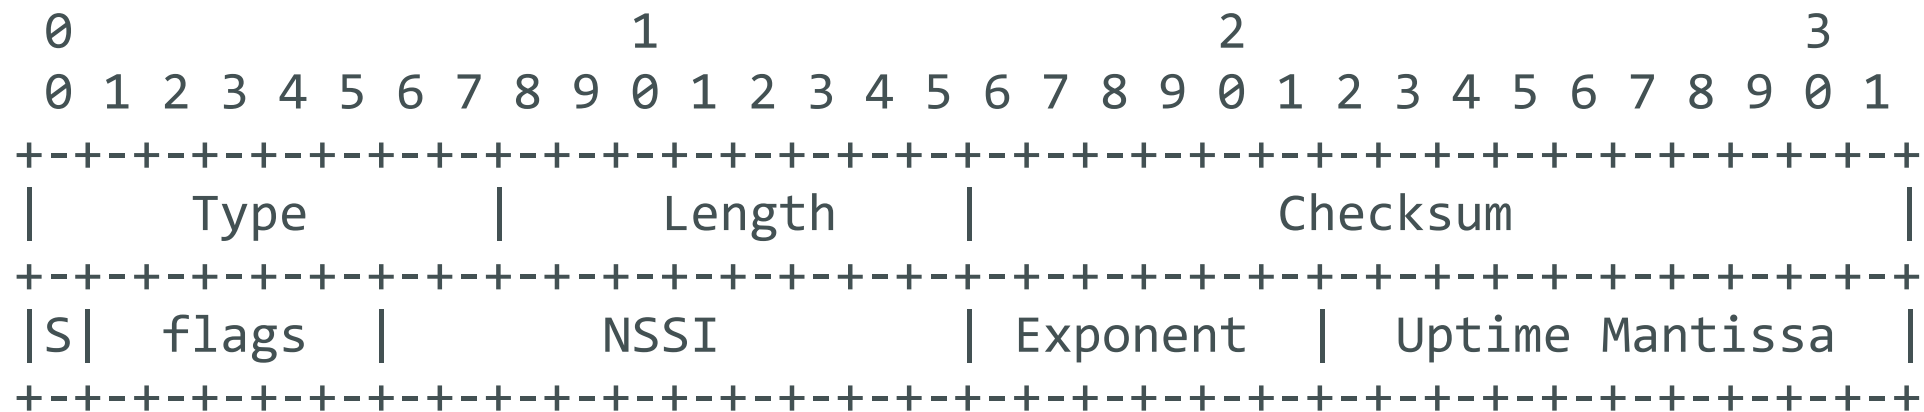 0                   1                   2                   3
 0 1 2 3 4 5 6 7 8 9 0 1 2 3 4 5 6 7 8 9 0 1 2 3 4 5 6 7 8 9 0 1
+-+-+-+-+-+-+-+-+-+-+-+-+-+-+-+-+-+-+-+-+-+-+-+-+-+-+-+-+-+-+-+-+
|     Type      |     Length    |          Checksum             |
+-+-+-+-+-+-+-+-+-+-+-+-+-+-+-+-+-+-+-+-+-+-+-+-+-+-+-+-+-+-+-+-+
|S|  flags  |       NSSI        | Exponent  |  Uptime Mantissa  |
+-+-+-+-+-+-+-+-+-+-+-+-+-+-+-+-+-+-+-+-+-+-+-+-+-+-+-+-+-+-+-+-+